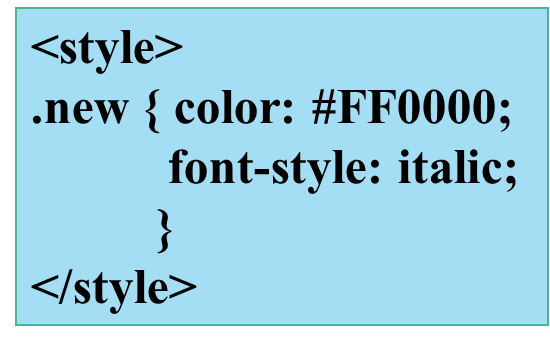 <style>
.new { color: #FF0000;
font-style: italic;
}
</style>